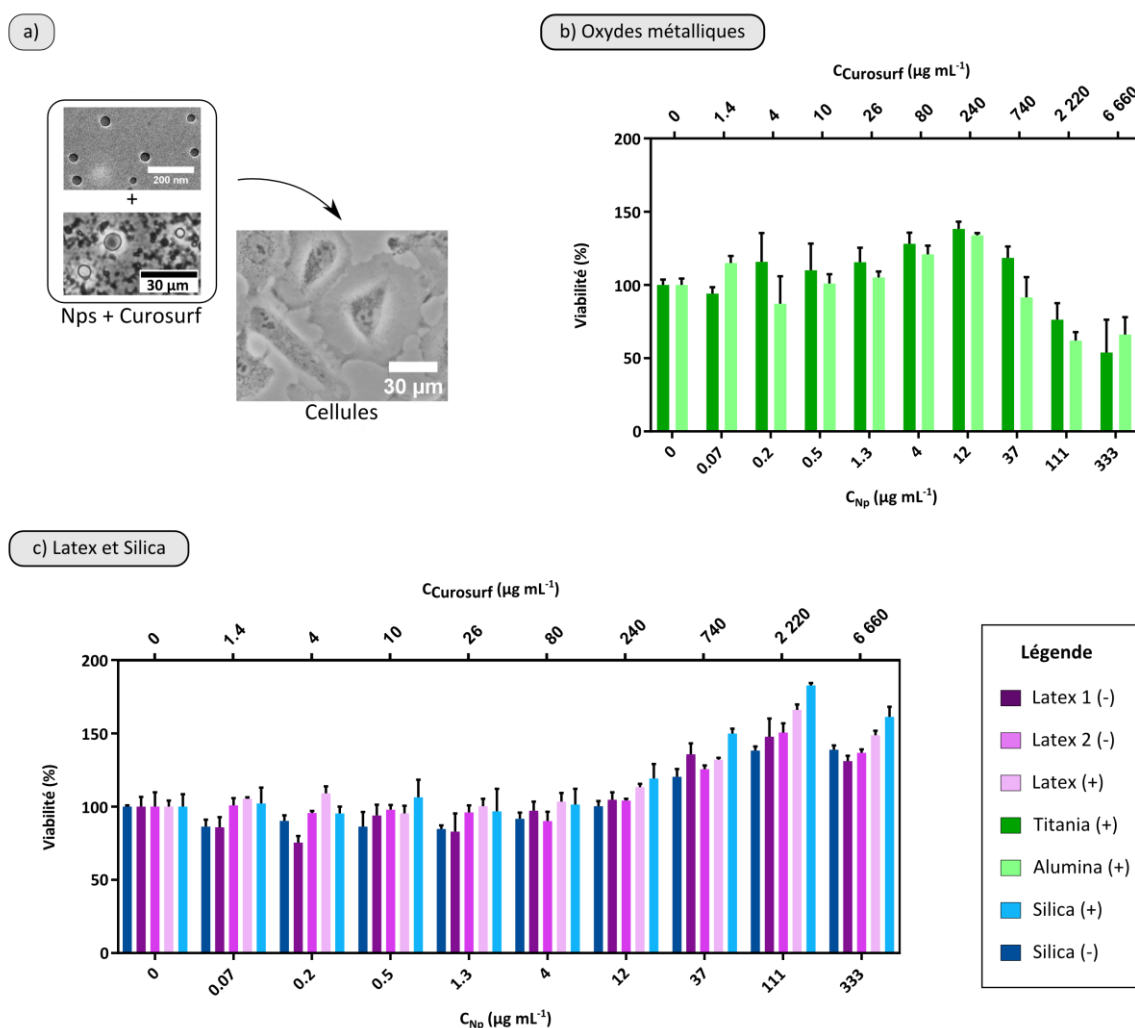 a)
200 nm
+
30 µm
Nps + Curosurf
30 µm
Cellules
b) Oxydes métalliques
CCurosurf (µg mL-1)
0 1.4 4 10 26 80 240 740 2 220 6 660
Viabilité (%)
200
150
100
50
0
0 0.07 0.2 0.5 1.3 4 12 37 111 333
CNp (µg mL-1)
c) Latex et Silica
CCurosurf (µg mL-1)
0 1.4 4 10 26 80 240 740 2 220 6 660
Viabilité (%)
200
150
100
50
0
0 0.07 0.2 0.5 1.3 4 12 37 111 333
CNp (µg mL-1)
Légende
Latex 1 (-)
Latex 2 (-)
Latex (+)
Titania (+)
Alumina (+)
Silica (+)
Silica (-)